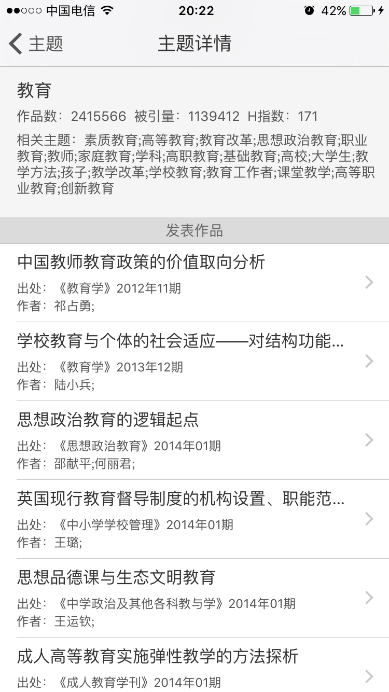 中国电信 20:22 42%
主题 主题详情
教育
作品数：2415566 被引量：1139412 H指数：171
相关主题：素质教育;高等教育;教育改革;思想政治教育;职业
教育;教师;家庭教育;学科;高职教育;基础教育;高校;大学生;教
学方法;孩子;教学改革;学校教育;教育工作者;课堂教学;高等职
业教育;创新教育
发表作品
中国教师教育政策的价值取向分析
出处：《教育学》2012年11期
作者：祁占勇;
学校教育与个体的社会适应——对结构功能...
出处：《教育学》2013年12期
作者：陆小兵;
思想政治教育的逻辑起点
出处：《思想政治教育》2014年01期
作者：邵献平;何丽君;
英国现行教育督导制度的机构设置、职能范...
出处：《中小学学校管理》2014年01期
作者：王璐;
思想品德课与生态文明教育
出处：《中学政治及其他各科教与学》2014年01期
作者：王运钦;
成人高等教育实施弹性教学的方法探析
出处：《成人教育学刊》2014年01期